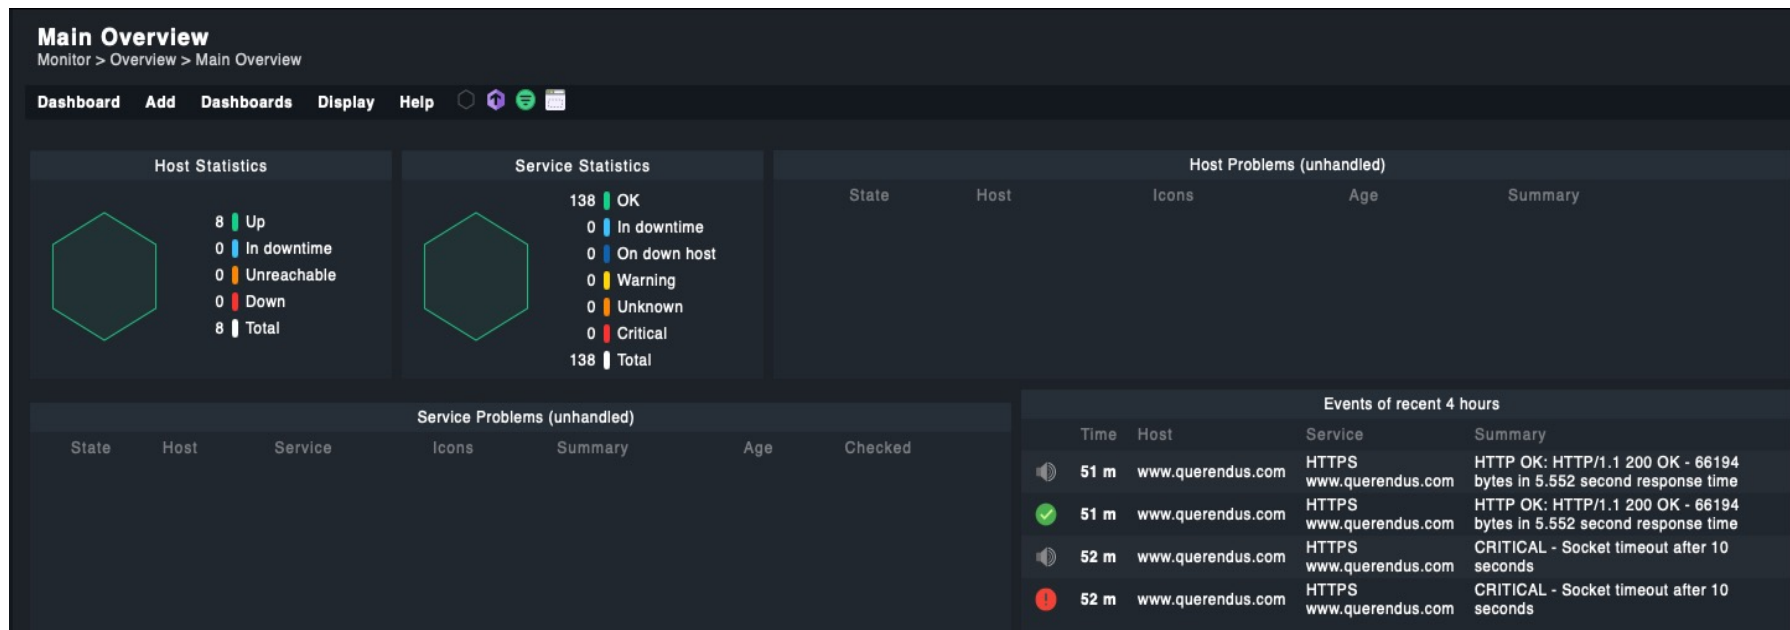 Main Overview
Monitor > Overview > Main Overview
Dashboard Add Dashboards Display Help
Host Statistics
8 Up
0 In downtime
0 Unreachable
0 Down
8 Total
Service Statistics
138 OK
0 In downtime
0 On down host
0 Warning
0 Unknown
0 Critical
138 Total
Host Problems (unhandled)
State Host Icons Age Summary
Service Problems (unhandled)
State Host Service Icons Summary Age Checked
Events of recent 4 hours
Time Host Service Summary
51 m www.querendus.com HTTPS www.querendus.com HTTP OK: HTTP/1.1 200 OK - 66194
bytes in 5.552 second response time
51 m www.querendus.com HTTPS www.querendus.com HTTP OK: HTTP/1.1 200 OK - 66194
bytes in 5.552 second response time
52 m www.querendus.com HTTPS www.querendus.com CRITICAL - Socket timeout after 10
seconds
52 m www.querendus.com HTTPS www.querendus.com CRITICAL - Socket timeout after 10
seconds